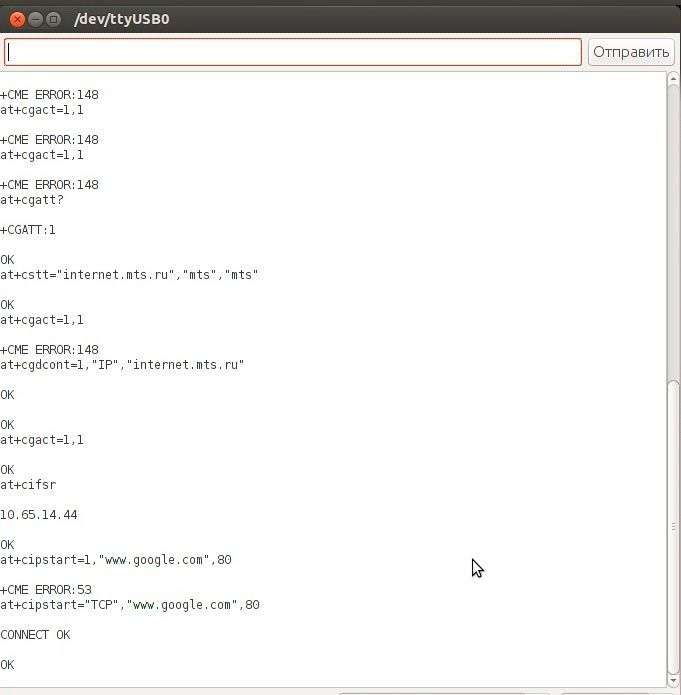 /dev/ttyUSB0
Отправить
+CME ERROR:148
at+cgact=1,1
+CME ERROR:148
at+cgact=1,1
+CME ERROR:148
at+cgatt?
+CGATT:1
OK
at+cstt="internet.mts.ru","mts","mts"
OK
at+cgact=1,1
+CME ERROR:148
at+cgdcont=1,"IP","internet.mts.ru"
OK
OK
at+cgact=1,1
OK
at+cifsr
10.65.14.44
OK
at+cipstart=1,"www.google.com",80
+CME ERROR:53
at+cipstart="TCP","www.google.com",80
CONNECT OK
OK